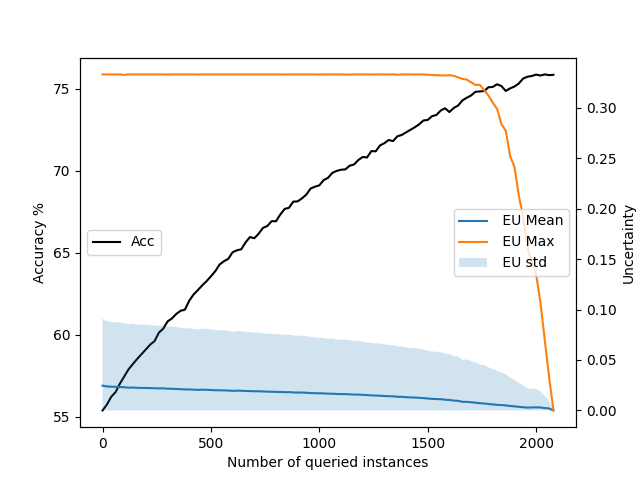 75
70
65
60
55
Accuracy %
Acc
0
500
1000
1500
2000
Number of queried instances
EU Mean
EU Max
EU std
0.30
0.25
0.20
0.15
0.10
0.05
0.00
Uncertainty